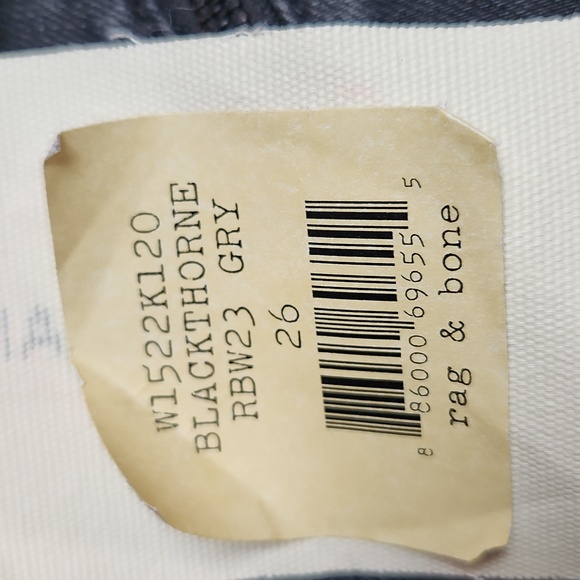 W1522K120
BLACKTHORNE
RBW23 GRY
26
8 86000 69655 5
rag & bone